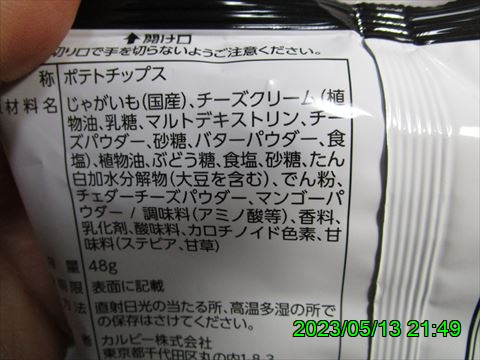 開け口
切り口で手を切らないようご注意ください。
称 ポテトチップス
材料名 じゃがいも(国産)、チーズクリーム(植
物油、乳糖、マルトデキストリン、チー
ズパウダー、砂糖、バターパウダー、食
塩)、植物油、ぶどう糖、食塩、砂糖、たん
白加水分解物(大豆を含む)、でん粉、
チェダーチーズパウダー、マンゴーパ
ウダー / 調味料(アミノ酸等)、香料、
乳化剤、酸味料、カロチノイド色素、甘
味料(ステビア、甘草)
量 48g
期限 表面に記載
方法 直射日光の当たる所、高温多湿の所で
の保存はさけてください。
者 カルビー株式会社
東京都千代田区丸の内1-8-3
2023/05/13 21:49